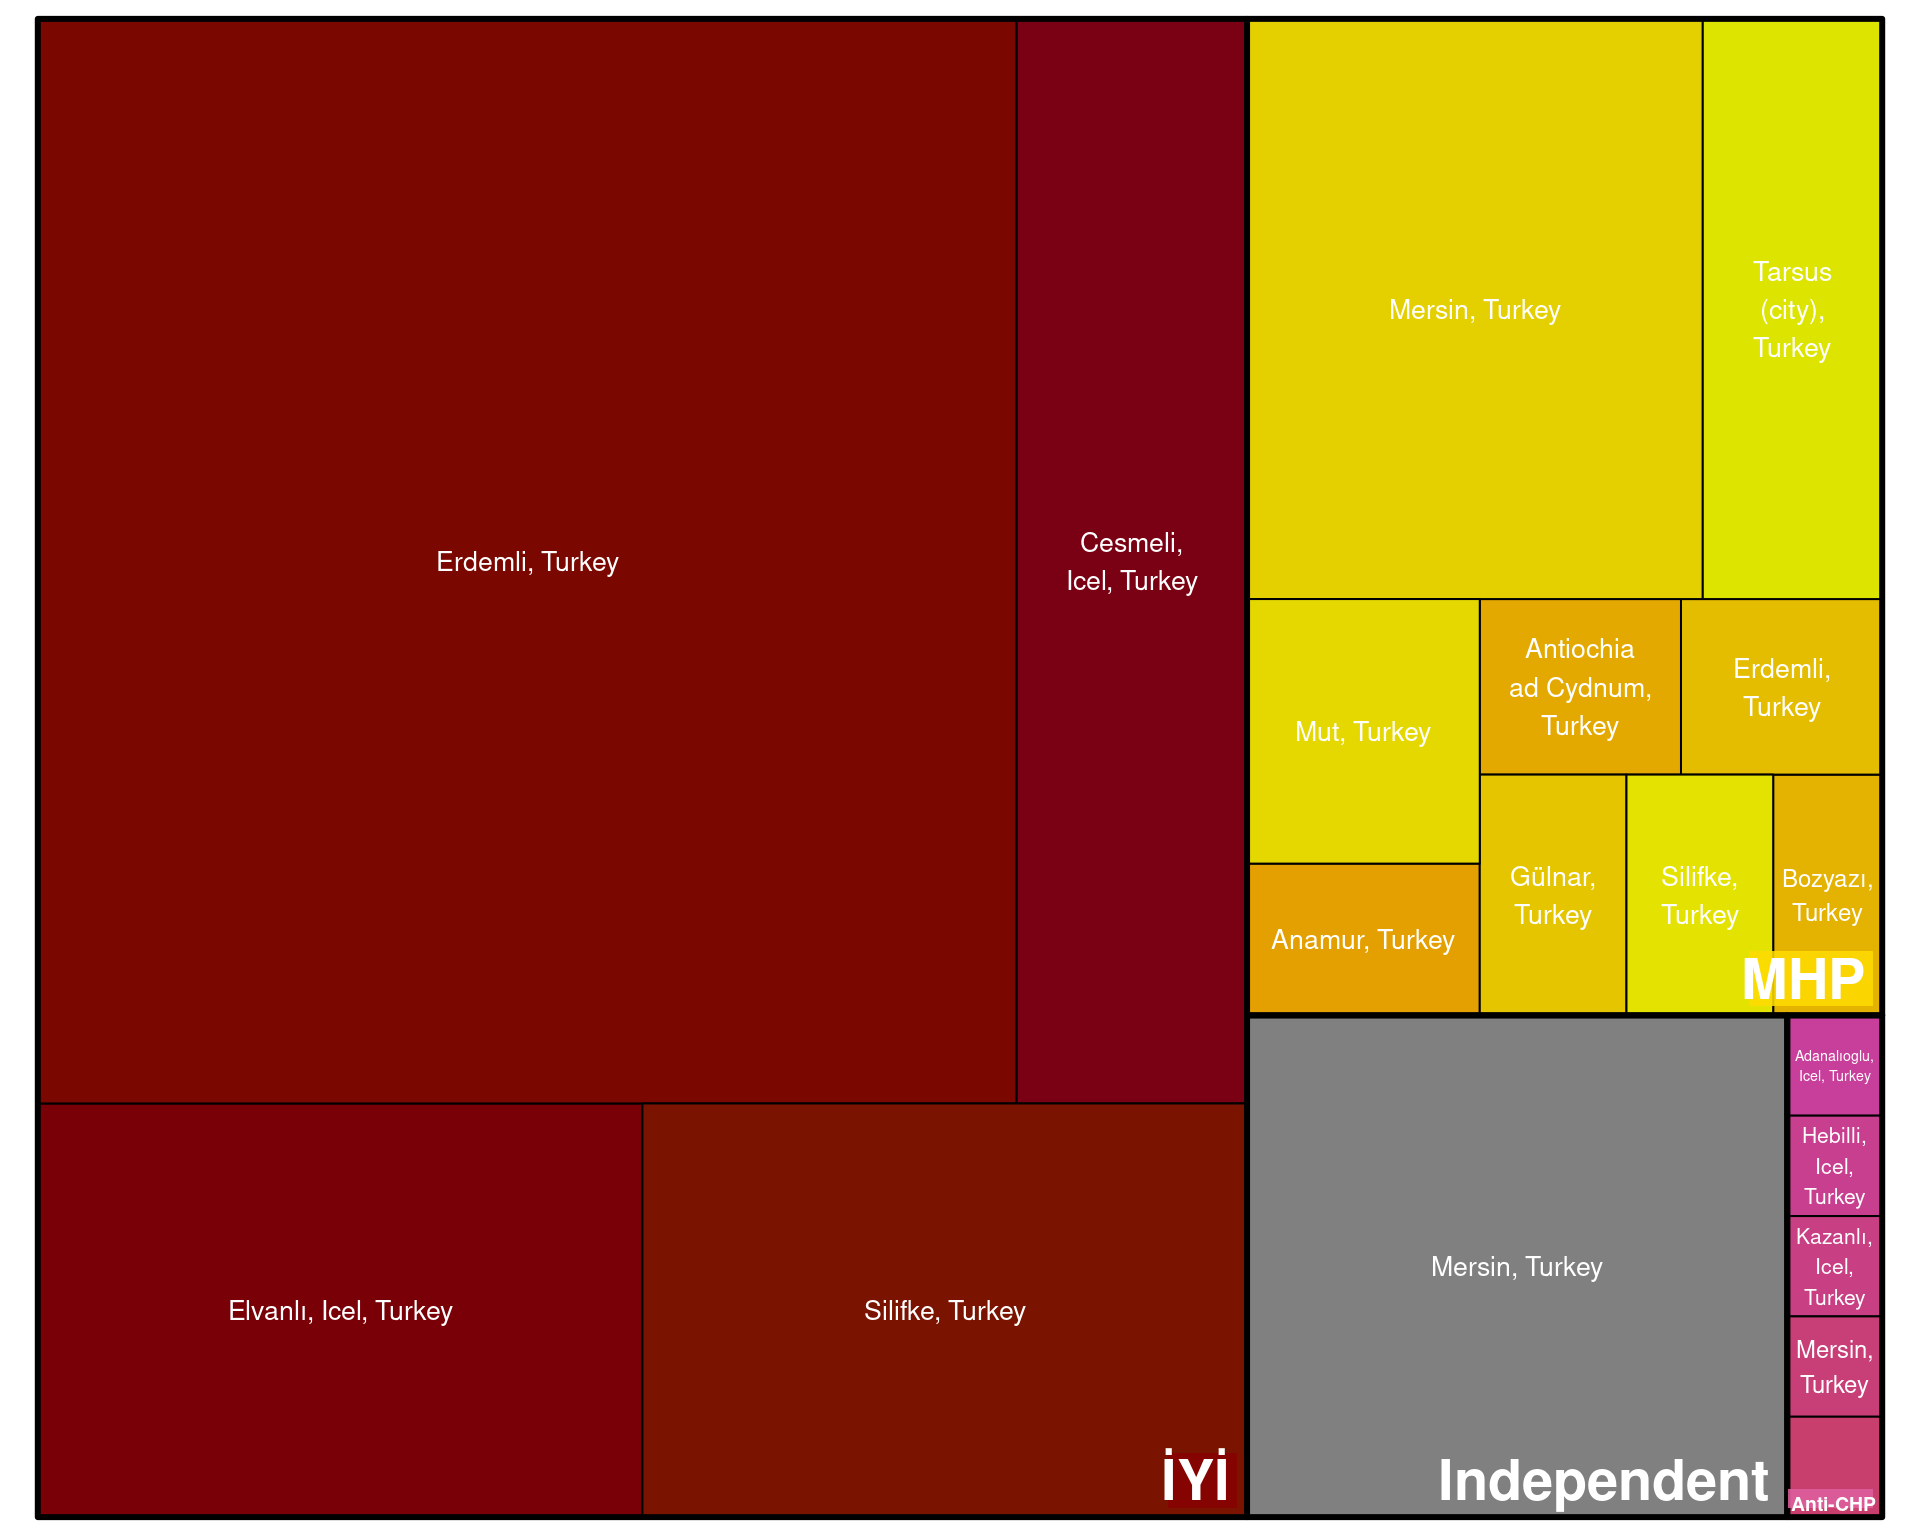 Erdemli, Turkey
Cesmeli,
Icel, Turkey
Elvanlı, Icel, Turkey
Silifke, Turkey
İYİ
Mersin, Turkey
Tarsus
(city),
Turkey
Mut, Turkey
Antiochia
ad Cydnum,
Turkey
Erdemli,
Turkey
Anamur, Turkey
Gülnar,
Turkey
Silifke,
Turkey
Bozyazı,
Turkey
MHP
Mersin, Turkey
Independent
Adanalıoglu,
Icel, Turkey
Hebilli,
Icel,
Turkey
Kazanlı,
Icel,
Turkey
Mersin,
Turkey
Anti-CHP